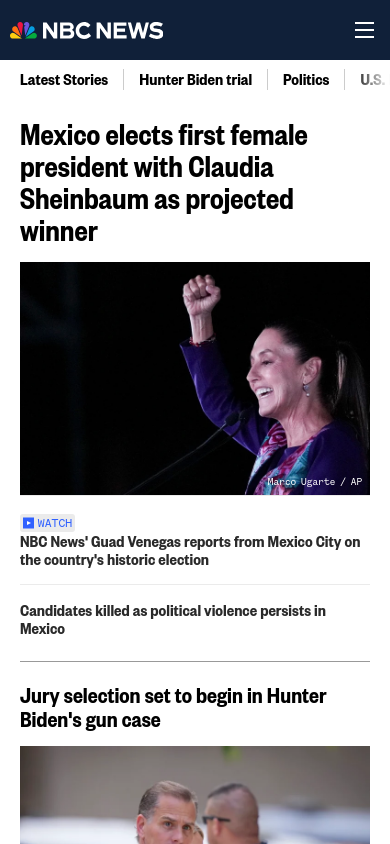 NBC NEWS
Latest Stories
Hunter Biden trial
Politics
U.S.
Mexico elects first female
president with Claudia
Sheinbaum as projected
winner
Marco Ugarte / AP
WATCH
NBC News' Guad Venegas reports from Mexico City on
the country's historic election
Candidates killed as political violence persists in
Mexico
Jury selection set to begin in Hunter
Biden's gun case